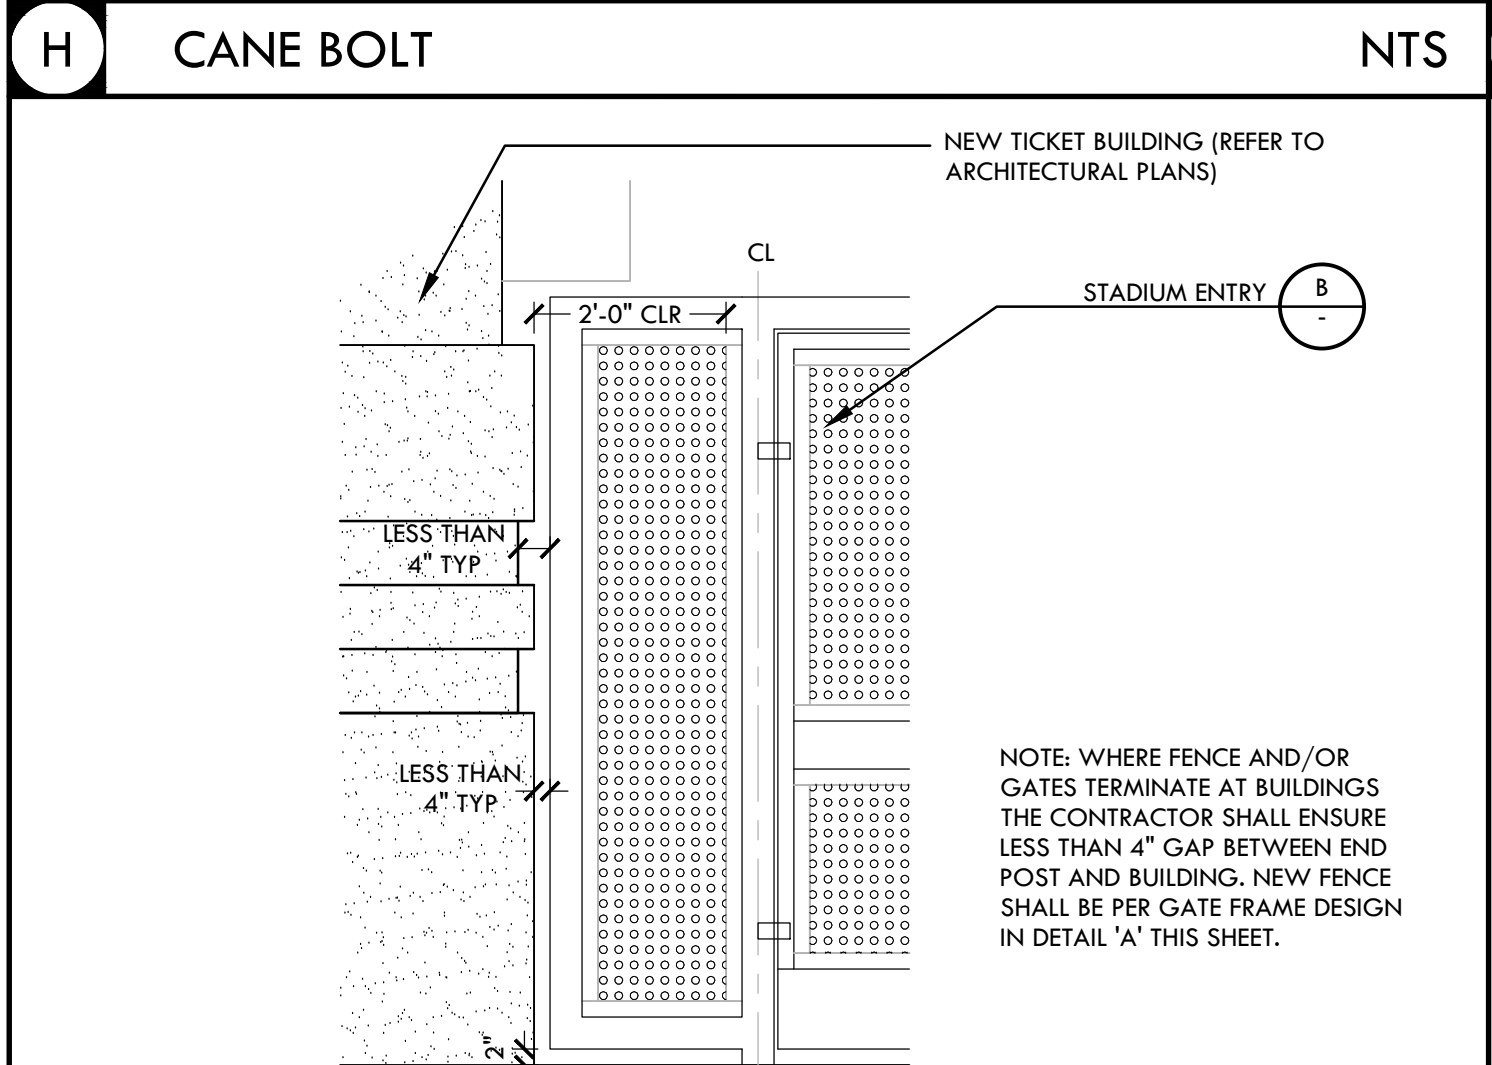 H CANE BOLT NTS
NEW TICKET BUILDING (REFER TO
ARCHITECTURAL PLANS)
CL
STADIUM ENTRY B
-
2'-0" CLR
LESS THAN
4" TYP
LESS THAN
4" TYP
NOTE: WHERE FENCE AND/OR
GATES TERMINATE AT BUILDINGS
THE CONTRACTOR SHALL ENSURE
LESS THAN 4" GAP BETWEEN END
POST AND BUILDING. NEW FENCE
SHALL BE PER GATE FRAME DESIGN
IN DETAIL 'A' THIS SHEET.
2"